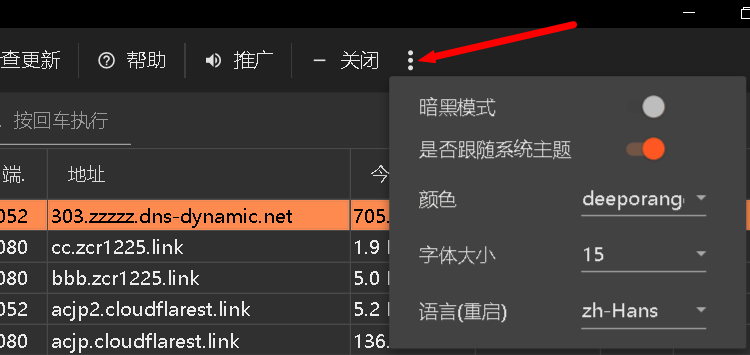 查更新 帮助 推广 关闭
暗黑模式
按回车执行
是否跟随系统主题
端. 地址 今
颜色 deeporang
052 303.zzzzz.dns-dynamic.net 705.
080 cc.zcr1225.link 1.9
字体大小 15
080 bbb.zcr1225.link 5.0
052 acjp2.cloudflarest.link 5.2
语言(重启) zh-Hans
080 acjp.cloudflarest.link 136.